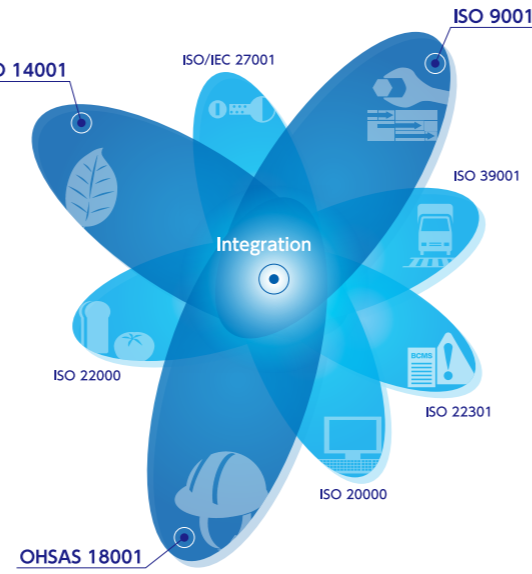 ISO 9001
14001
ISO/IEC 27001
ISO 39001
Integration
BCMS
ISO 22000
ISO 22301
ISO 20000
OHSAS 18001